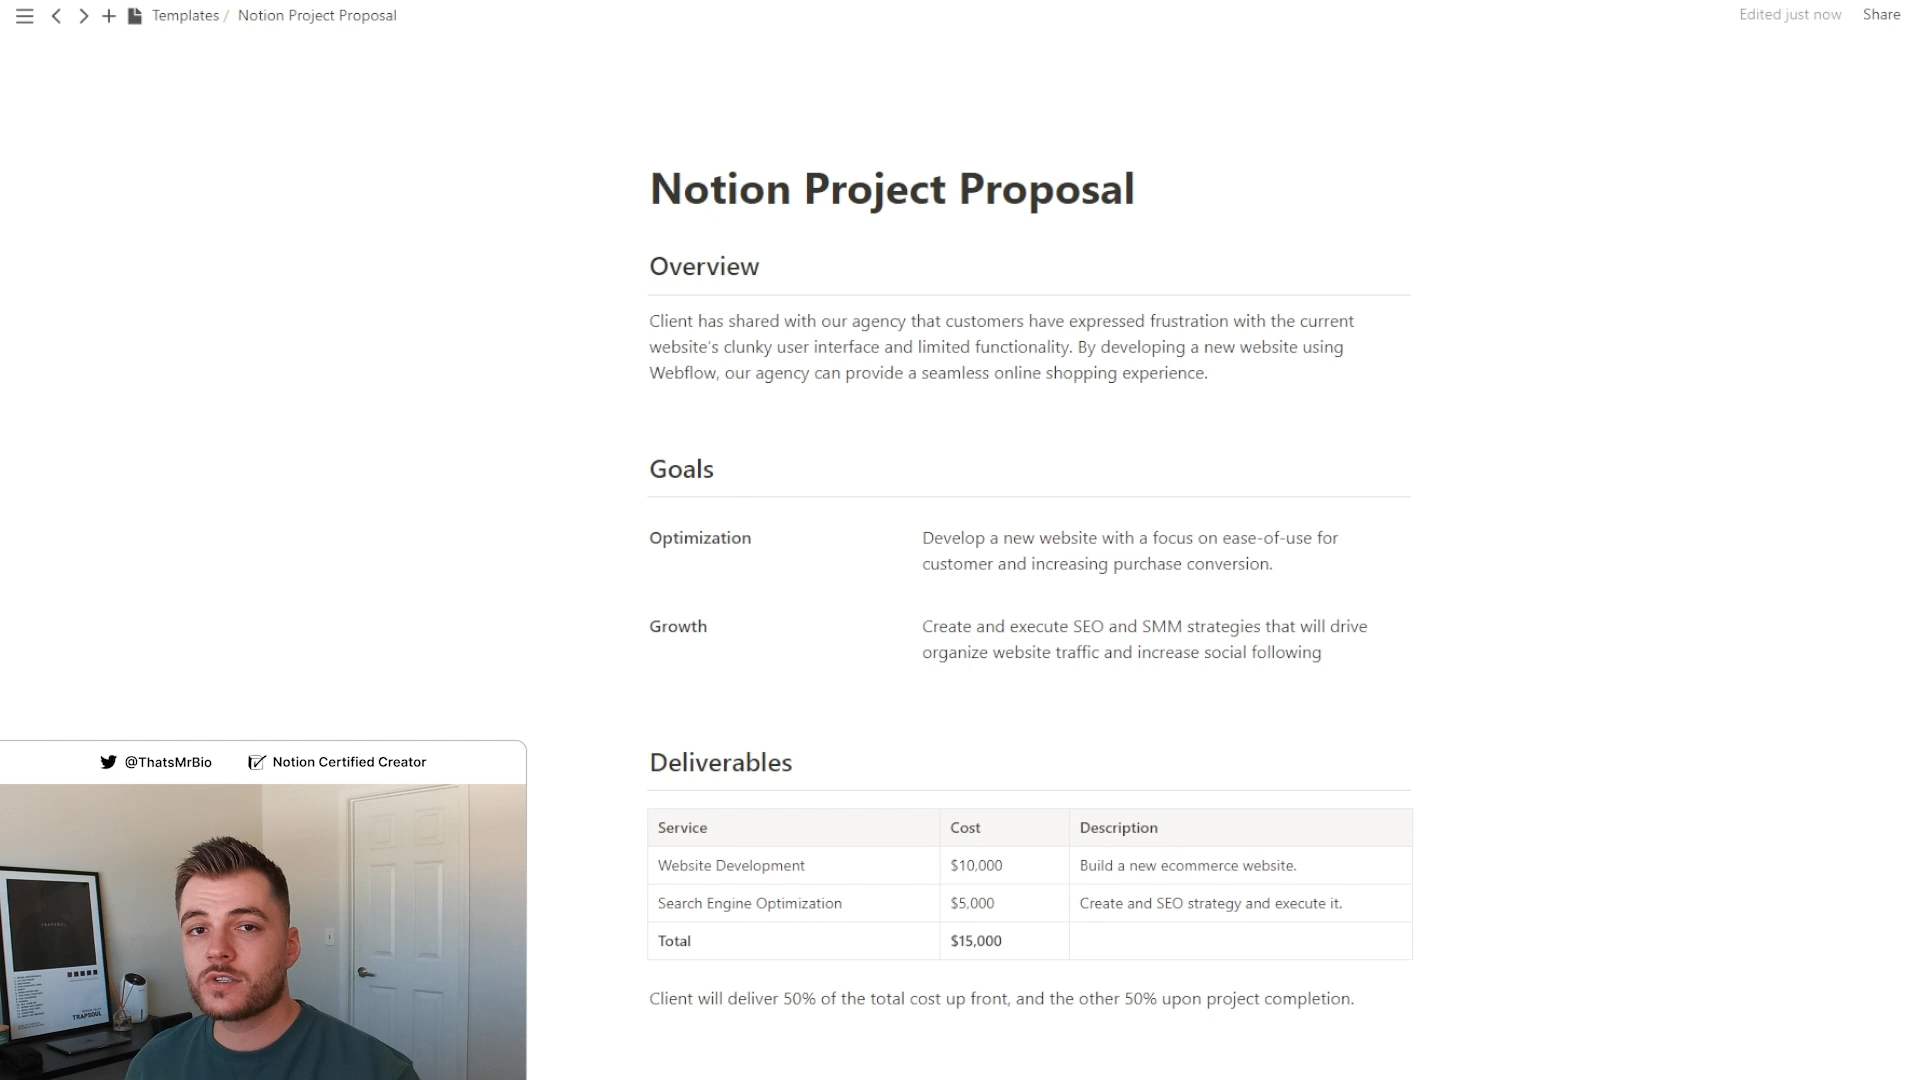 Templates / Notion Project Proposal
Edited just now Share
Notion Project Proposal
Overview
Client has shared with our agency that customers have expressed frustration with the current
website's clunky user interface and limited functionality. By developing a new website using
Webflow, our agency can provide a seamless online shopping experience.
Goals
Optimization
Develop a new website with a focus on ease-of-use for
customer and increasing purchase conversion.
Growth
Create and execute SEO and SMM strategies that will drive
organize website traffic and increase social following
Deliverables
Service Cost Description
Website Development $10,000 Build a new ecommerce website.
Search Engine Optimization $5,000 Create and SEO strategy and execute it.
Total $15,000
Client will deliver 50% of the total cost up front, and the other 50% upon project completion.
@ThatsMrBio Notion Certified Creator
TRAPSOUL
TRAPSOUL